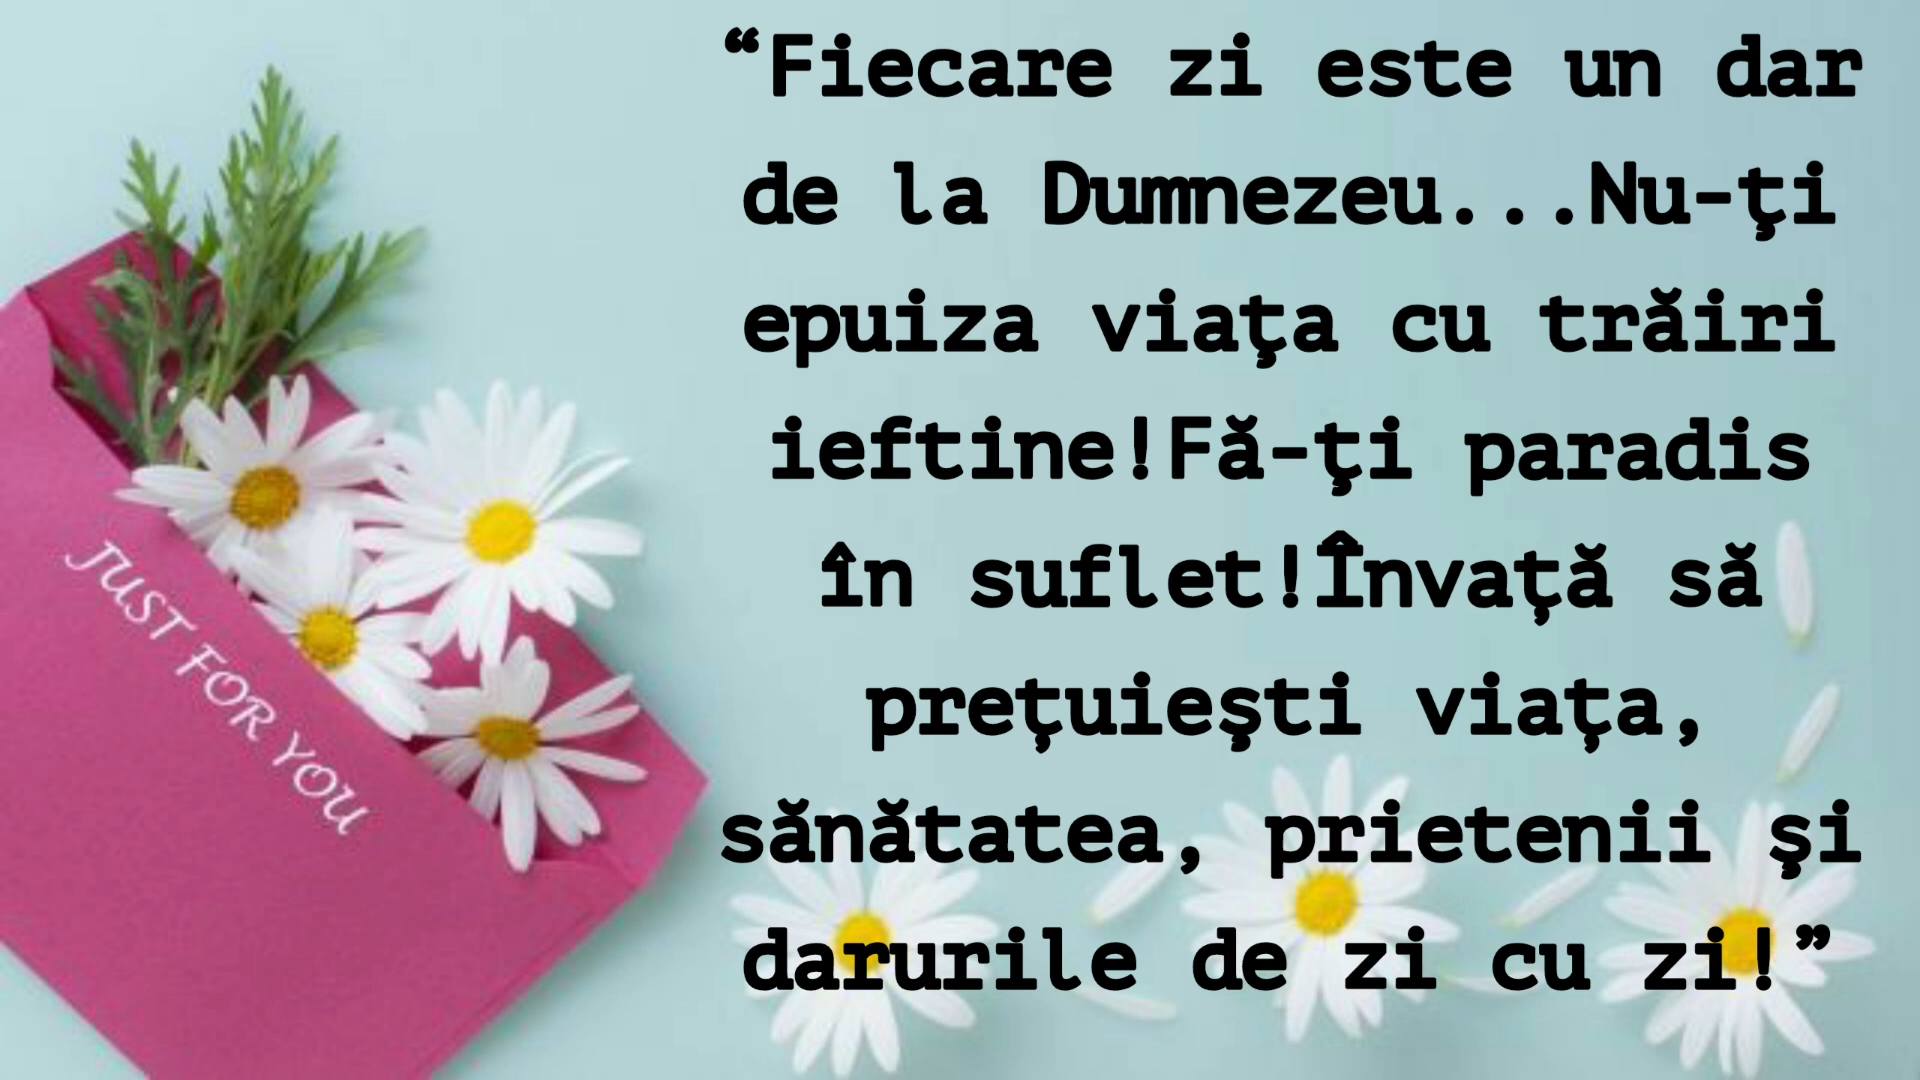 “Fiecare zi este un dar
de la Dumnezeu...Nu-ţi
epuiza viaţa cu trăiri
ieftine!Fă-ţi paradis
în suflet!Învaţă să
preţuieşti viaţa,
sănătatea, prietenii şi
darurile de zi cu zi!”
JUST FOR YOU